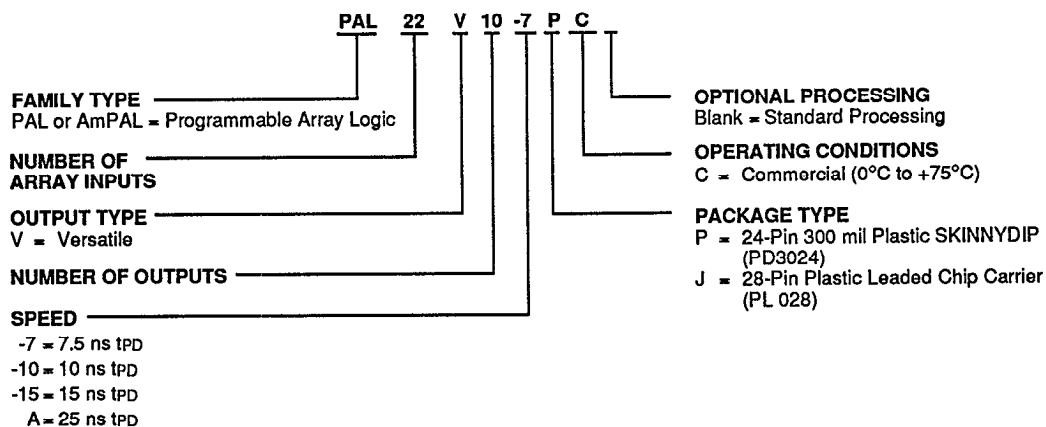 PAL 22 V 10 -7 P C
FAMILY TYPE
PAL or AmPAL = Programmable Array Logic
NUMBER OF
ARRAY INPUTS
OUTPUT TYPE
V = Versatile
NUMBER OF OUTPUTS
SPEED
-7 = 7.5 ns tPD
-10 = 10 ns tPD
-15 = 15 ns tPD
A = 25 ns tPD
OPTIONAL PROCESSING
Blank = Standard Processing
OPERATING CONDITIONS
C = Commercial (0°C to +75°C)
PACKAGE TYPE
P = 24-Pin 300 mil Plastic SKINNYDIP
(PD3024)
J = 28-Pin Plastic Leaded Chip Carrier
(PL 028)